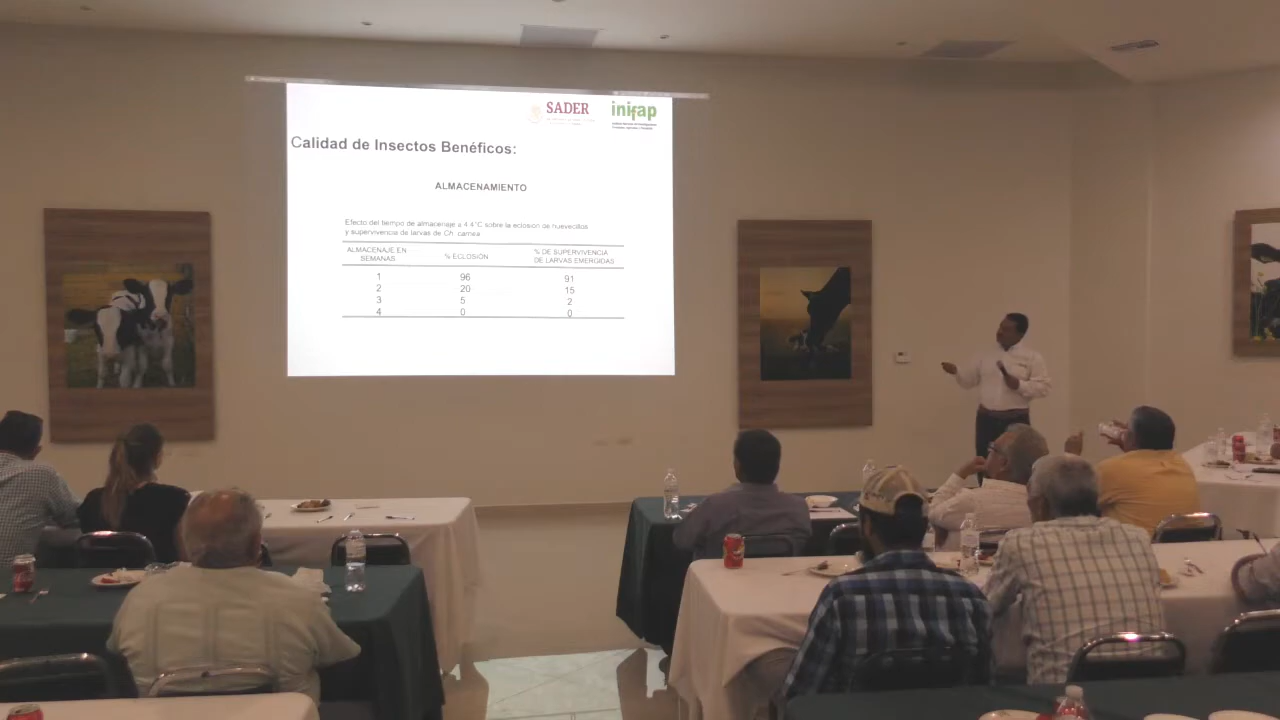 SADER
inifap
Calidad de Insectos Benéficos:
ALMACENAMIENTO
Efecto del tiempo de almacenaje a 4.4°C sobre la eclosión de huevecillos
y supervivencia de larvas de Ch. carnea
ALMACENAJE EN SEMANAS % ECLOSIÓN % DE SUPERVIVENCIA DE LARVAS EMERGIDAS
1 96 91
2 20 15
3 5 2
4 0 0